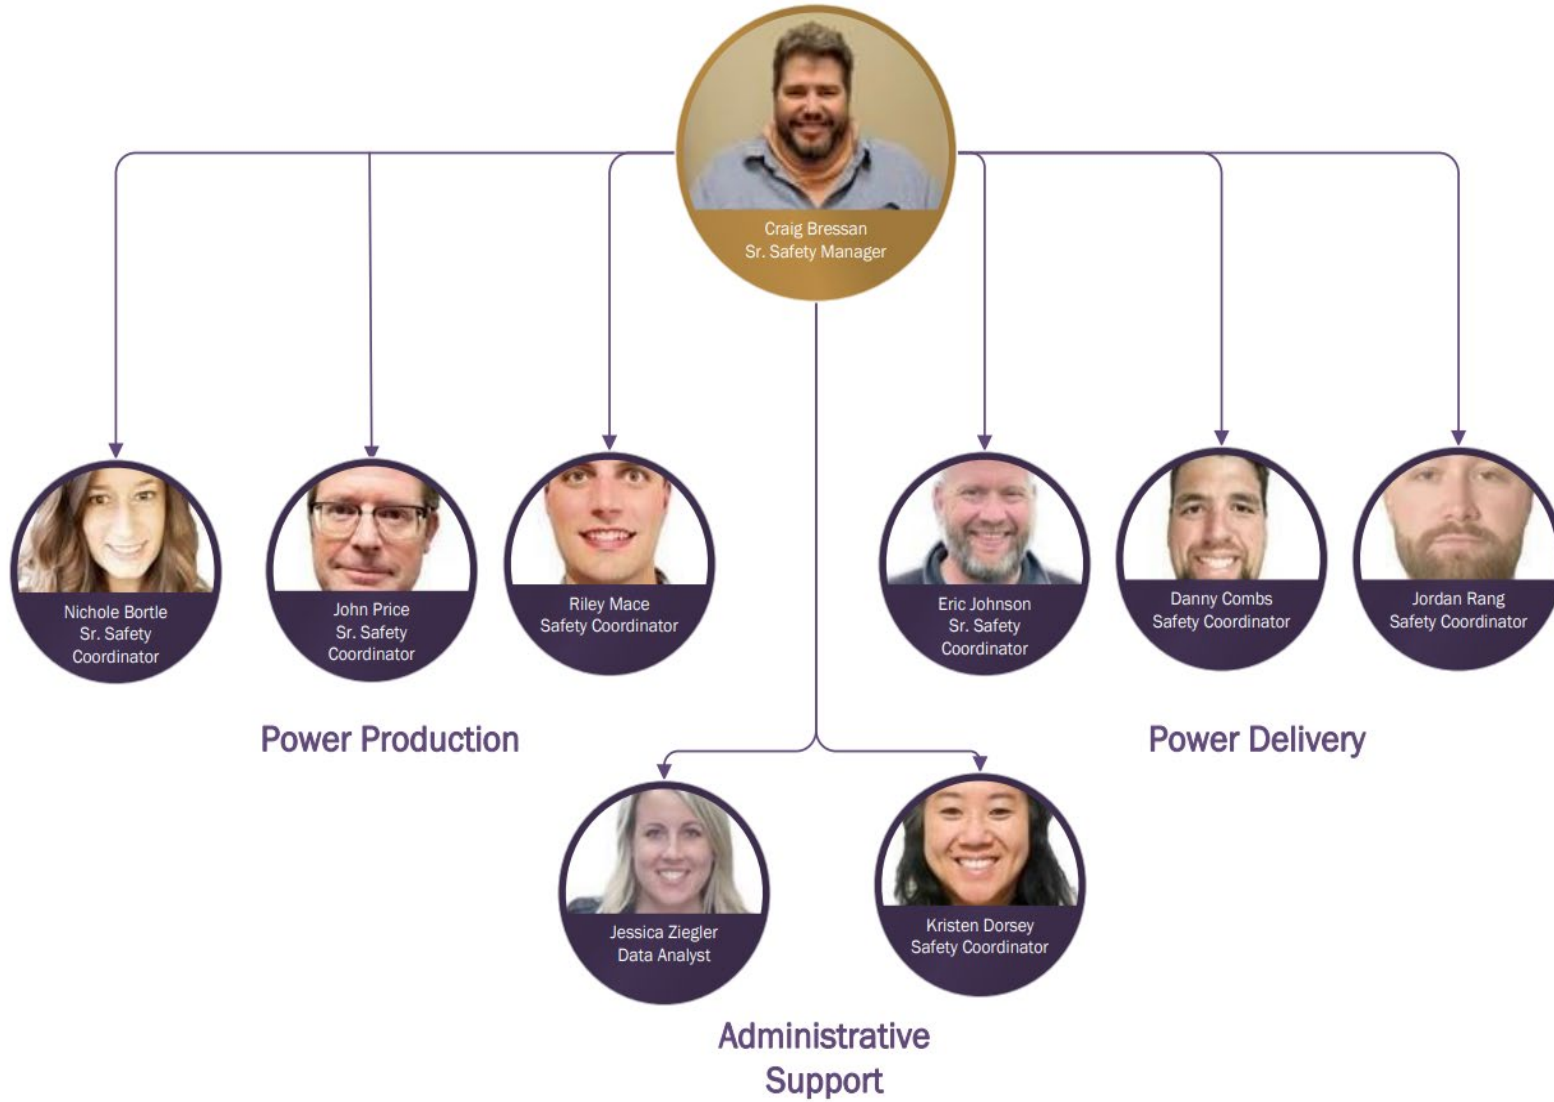 Craig Bressan
Sr. Safety Manager
Nichole Bortle
Sr. Safety
Coordinator
John Price
Sr. Safety
Coordinator
Riley Mace
Safety Coordinator
Eric Johnson
Sr. Safety
Coordinator
Danny Combs
Safety Coordinator
Jordan Rang
Safety Coordinator
Power Production
Power Delivery
Jessica Ziegler
Data Analyst
Kristen Dorsey
Safety Coordinator
Administrative
Support